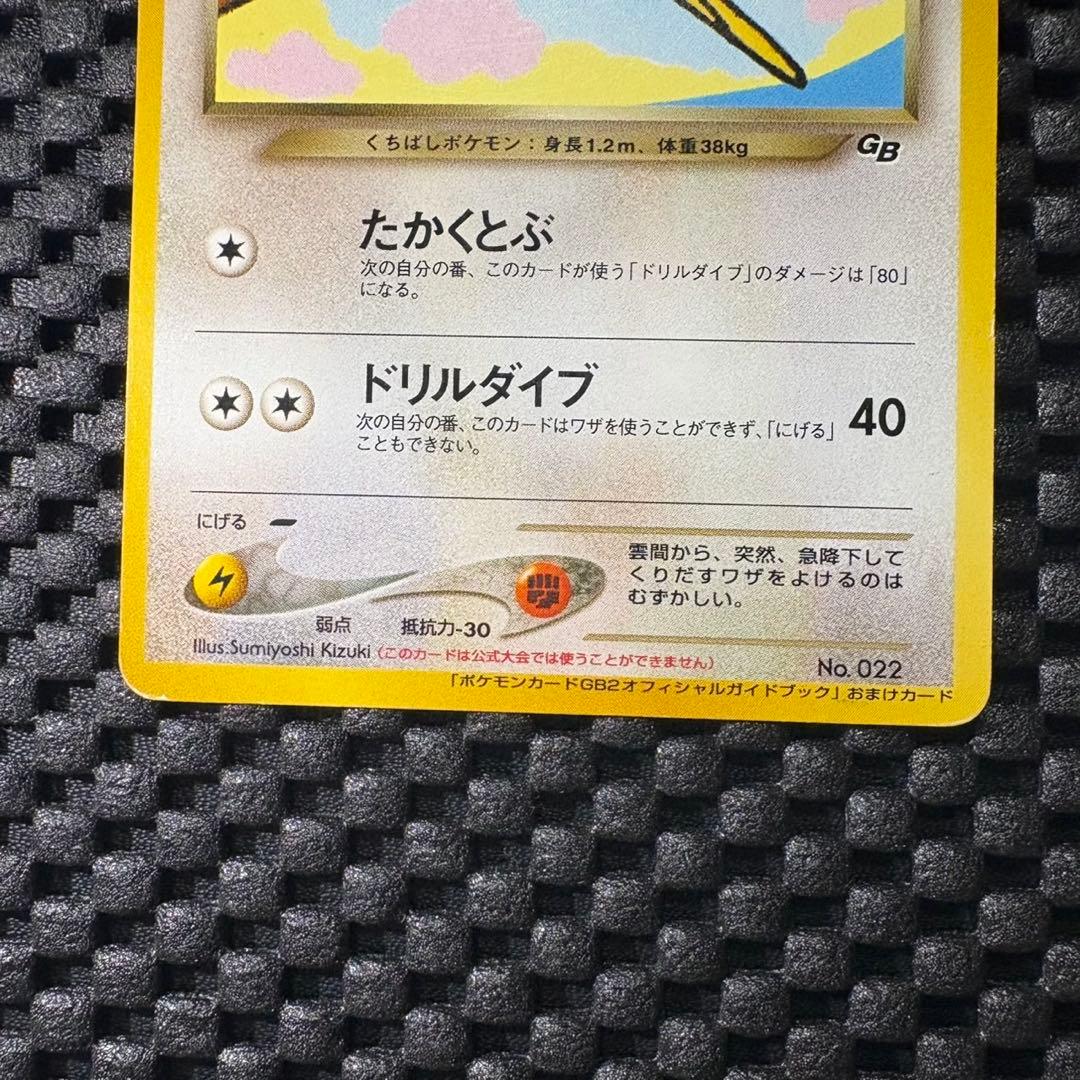 くちばしポケモン：身長1.2m、体重38kg
GB
たかくとぶ
次の自分の番、このカードが使う「ドリルダイブ」のダメージは「80」
になる。
ドリルダイブ
40
次の自分の番、このカードはワザを使うことができず、「にげる」
こともできない。
にげる
雲間から、突然、急降下して
くりだすワザをよけるのは
むずかしい。
弱点
抵抗力-30
Illus.Sumiyoshi Kizuki
(このカードは公式大会では使うことができません)
No.022
「ポケモンカードGB2オフィシャルガイドブック」おまけカード